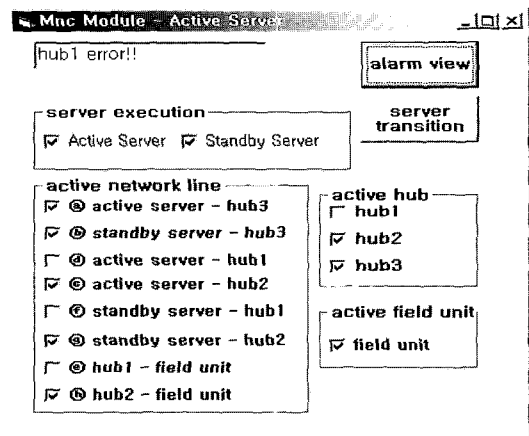 Mnc Module - Active Server
hub1 error!!
alarm view
server execution
Active Server Standby Server
server
transition
active network line
ⓐ active server - hub3
ⓑ standby server - hub3
ⓓ active server - hub1
ⓒ active server - hub2
ⓕ standby server - hub1
ⓖ standby server - hub2
ⓔ hub1 - field unit
ⓗ hub2 - field unit
active hub
hub1
hub2
hub3
active field unit
field unit